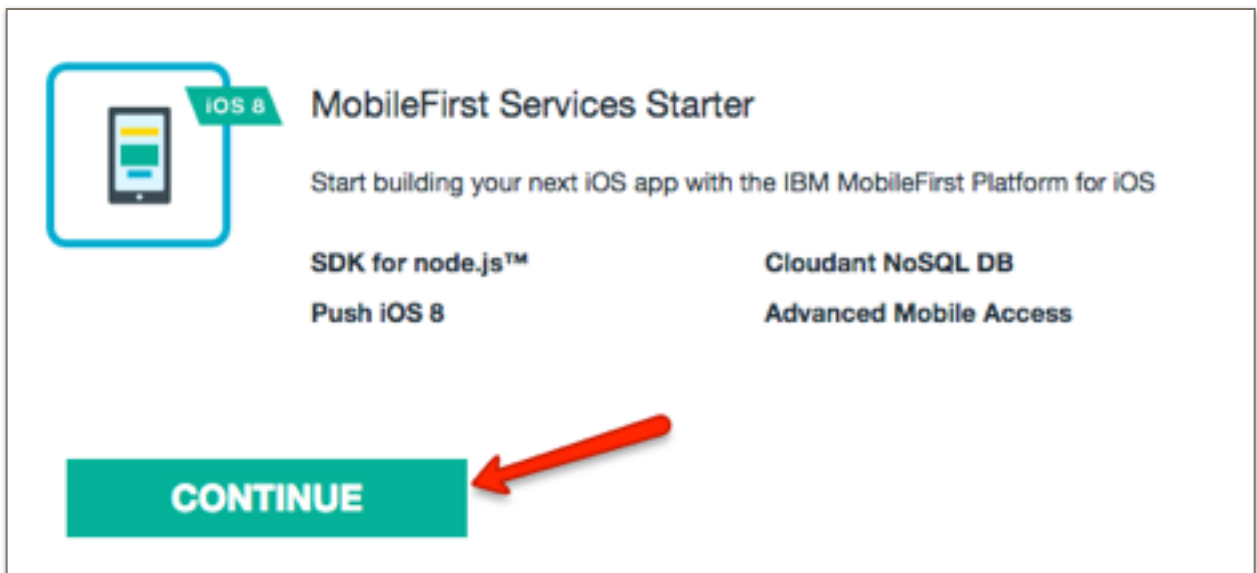 iOS 8
MobileFirst Services Starter
Start building your next iOS app with the IBM MobileFirst Platform for iOS
SDK for node.js™
Cloudant NoSQL DB
Push iOS 8
Advanced Mobile Access
CONTINUE